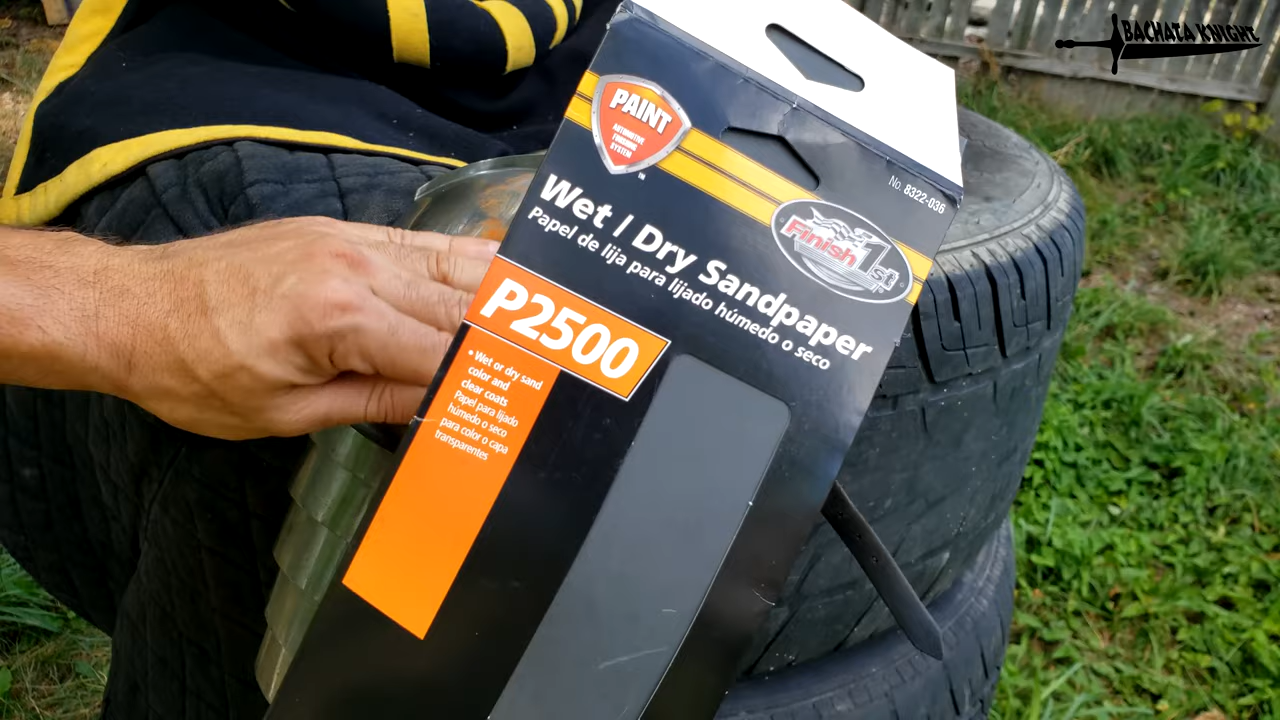 BACHATA KNIGHT
PAINT
AUTOMOTIVE
FINISHING
SYSTEM
™
No. 8322-036
Wet / Dry Sandpaper
Papel de lija para lijado húmedo o seco
Finish 1st
P2500
• Wet or dry sand
color and
clear coats
Papel para lijado
húmedo o seco
para color o capa
transparentes